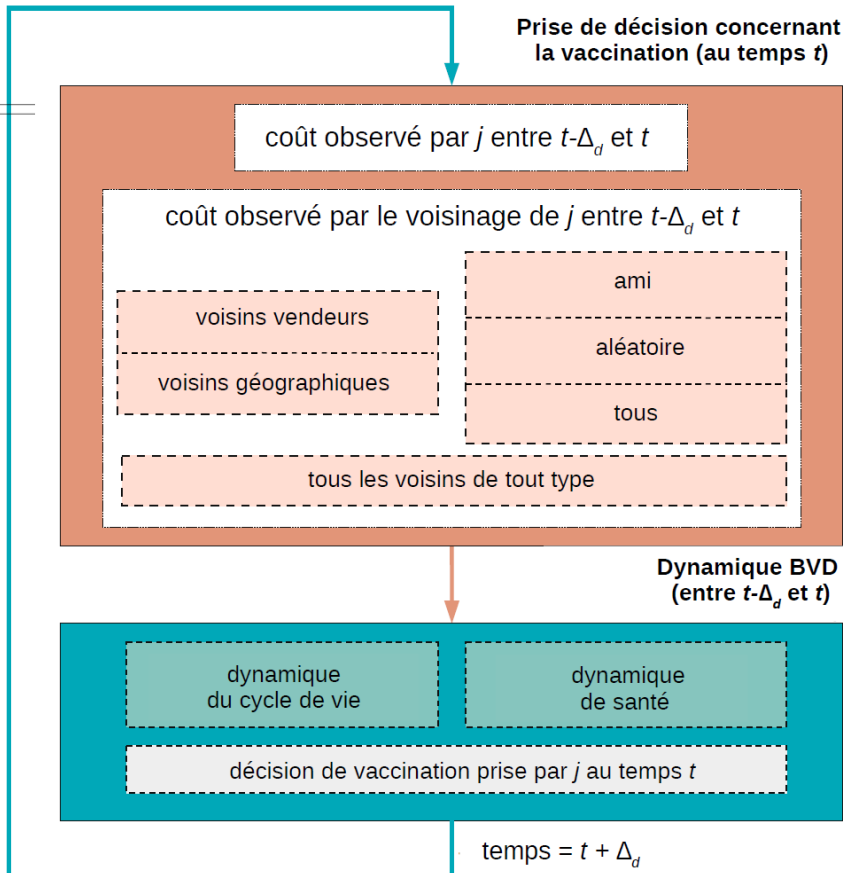 Prise de décision concernant
la vaccination (au temps t)
coût observé par j entre t-Δd et t
coût observé par le voisinage de j entre t-Δd et t
voisins vendeurs
voisins géographiques
ami
aléatoire
tous
tous les voisins de tout type
Dynamique BVD
(entre t-Δd et t)
dynamique
du cycle de vie
dynamique
de santé
décision de vaccination prise par j au temps t
temps = t + Δd